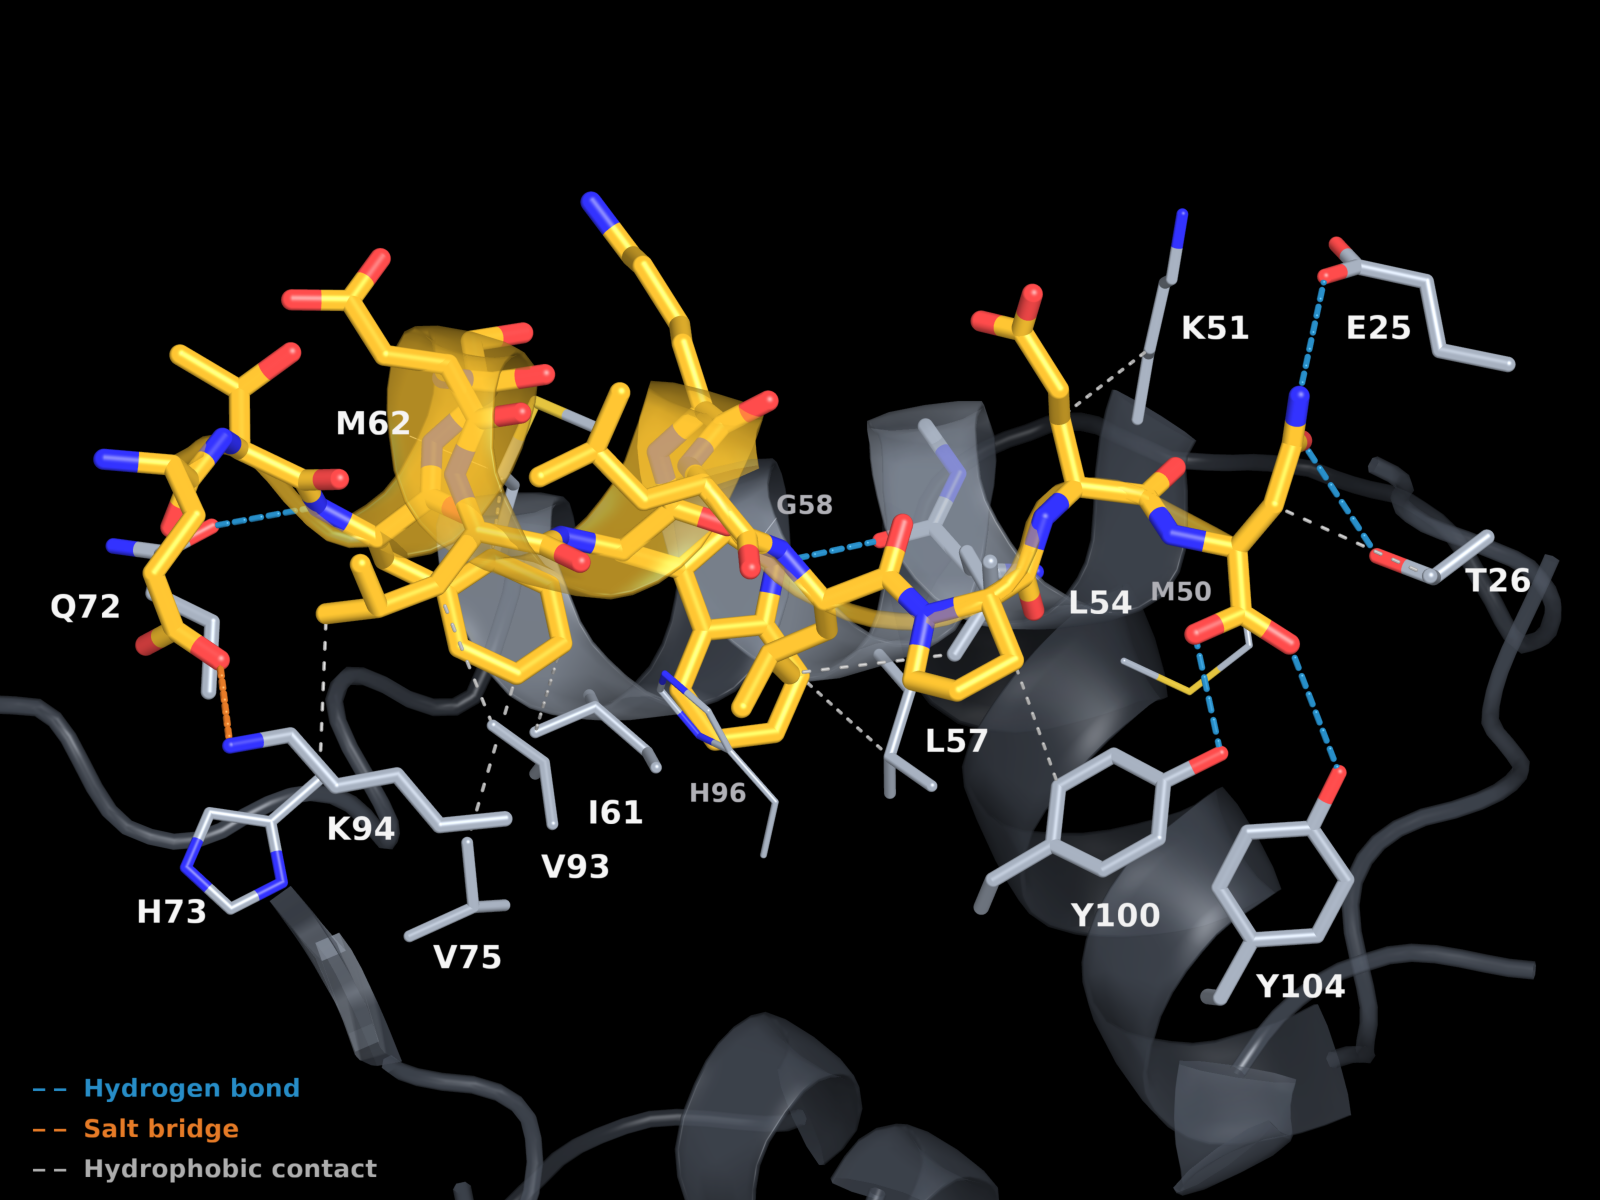 K51
E25
M62
G58
T26
M50
L54
Q72
L57
H96
I61
K94
V93
H73
Y100
V75
Y104
-- Hydrogen bond
-- Salt bridge
-- Hydrophobic contact